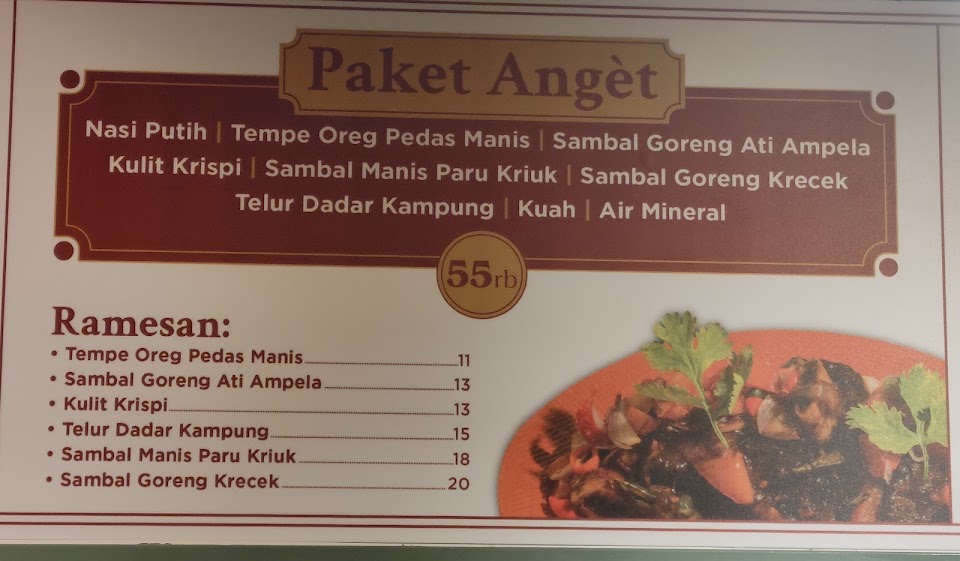 Paket Angèt
Nasi Putih | Tempe Oreg Pedas Manis | Sambal Goreng Ati Ampela
Kulit Krispi | Sambal Manis Paru Kriuk | Sambal Goreng Krecek
Telur Dadar Kampung | Kuah | Air Mineral
55rb
Ramesan:
• Tempe Oreg Pedas Manis 11
• Sambal Goreng Ati Ampela 13
• Kulit Krispi 13
• Telur Dadar Kampung 15
• Sambal Manis Paru Kriuk 18
• Sambal Goreng Krecek 20